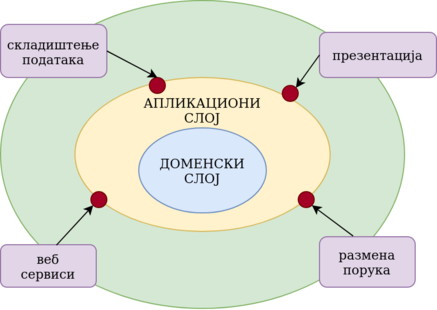 складиштење
података
презентација
АПЛИКАЦИОНИ
СЛОЈ
ДОМЕНСКИ
СЛОЈ
веб
сервиси
размена
порука